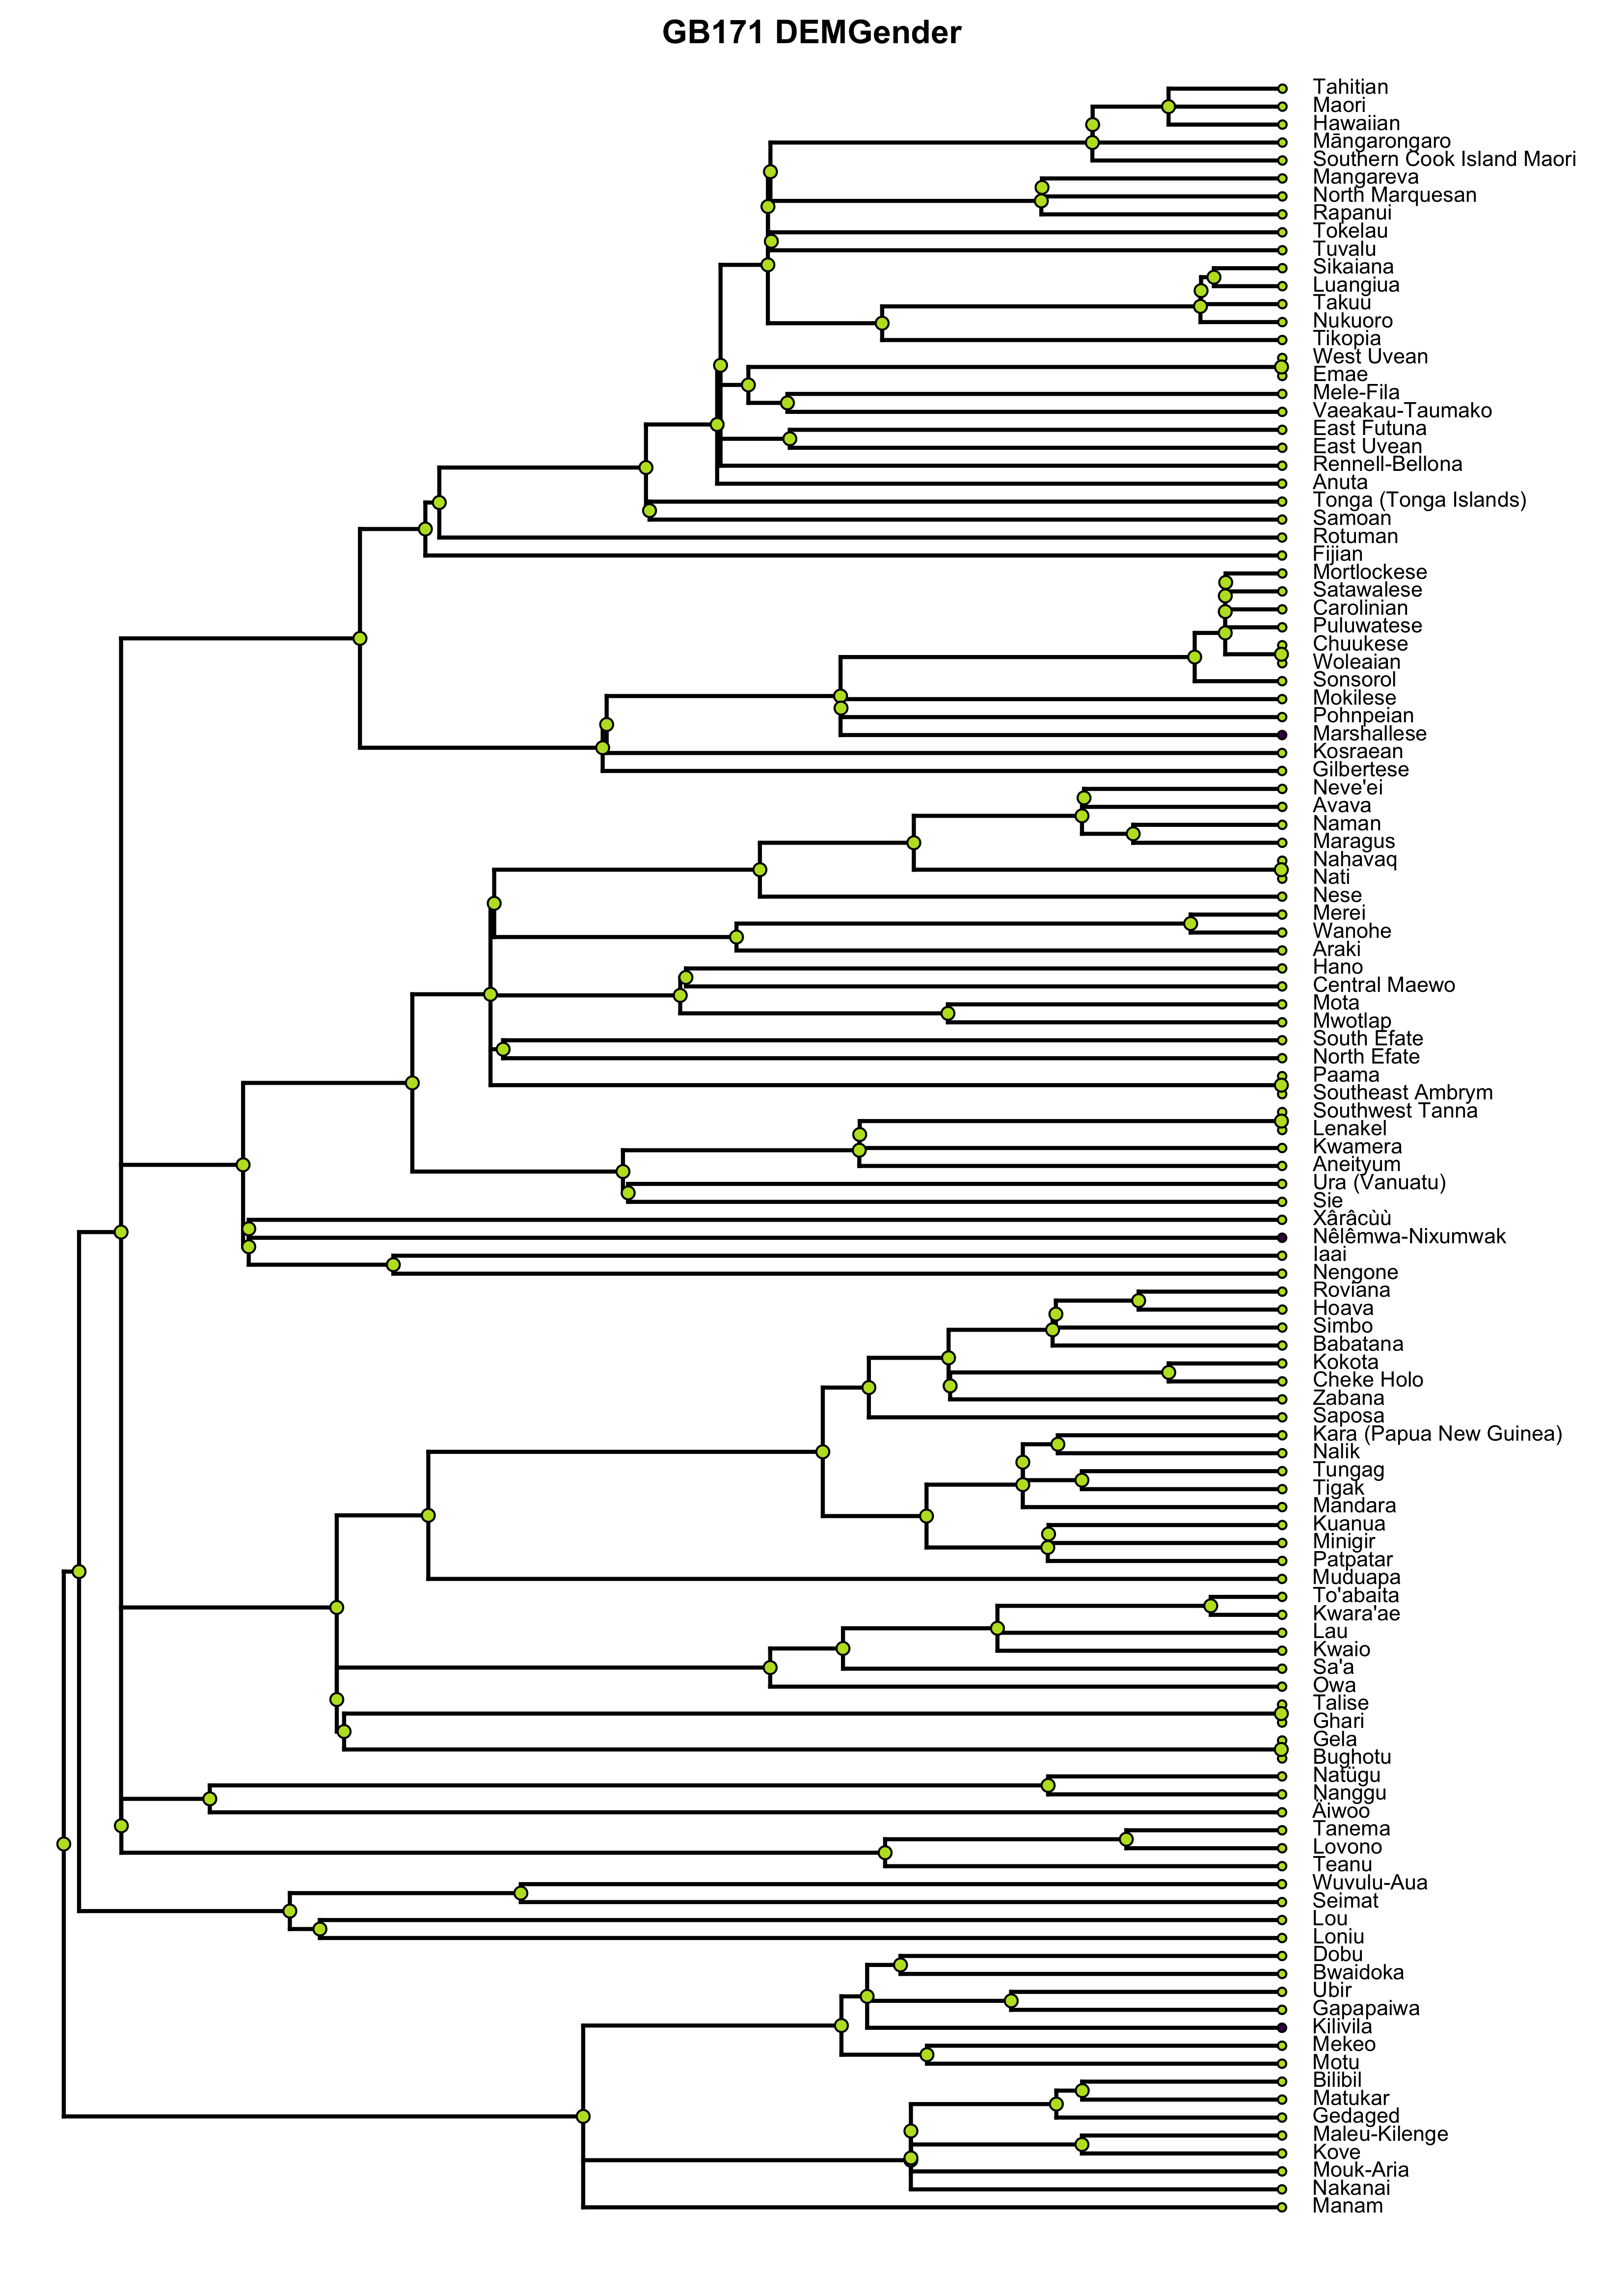 GB171 DEMGender
Tahitian
Maori
Hawaiian
Māngarongaro
Southern Cook Island Maori
Mangareva
North Marquesan
Rapanui
Tokelau
Tuvalu
Sikaiana
Luangiua
Takuu
Nukuoro
Tikopia
West Uvean
Emae
Mele-Fila
Vaeakau-Taumako
East Futuna
East Uvean
Rennell-Bellona
Anuta
Tonga (Tonga Islands)
Samoan
Rotuman
Fijian
Mortlockese
Satawalese
Carolinian
Puluwatese
Chuukese
Woleaian
Sonsorol
Mokilese
Pohnpeian
Marshallese
Kosraean
Gilbertese
Neve'ei
Avava
Naman
Maragus
Nahavaq
Nati
Nese
Merei
Wanohe
Araki
Hano
Central Maewo
Mota
Mwotlap
South Efate
North Efate
Paama
Southeast Ambrym
Southwest Tanna
Lenakel
Kwamera
Aneityum
Ura (Vanuatu)
Sie
Xârâcùù
Nêlêmwa-Nixumwak
Iaai
Nengone
Roviana
Hoava
Simbo
Babatana
Kokota
Cheke Holo
Zabana
Saposa
Kara (Papua New Guinea)
Nalik
Tungag
Tigak
Mandara
Kuanua
Minigir
Patpatar
Muduapa
To'abaita
Kwara'ae
Lau
Kwaio
Sa'a
Owa
Talise
Ghari
Gela
Bughotu
Natügu
Nanggu
Äiwoo
Tanema
Lovono
Teanu
Wuvulu-Aua
Seimat
Lou
Loniu
Dobu
Bwaidoka
Ubir
Gapapaiwa
Kilivila
Mekeo
Motu
Bilibil
Matukar
Gedaged
Maleu-Kilenge
Kove
Mouk-Aria
Nakanai
Manam